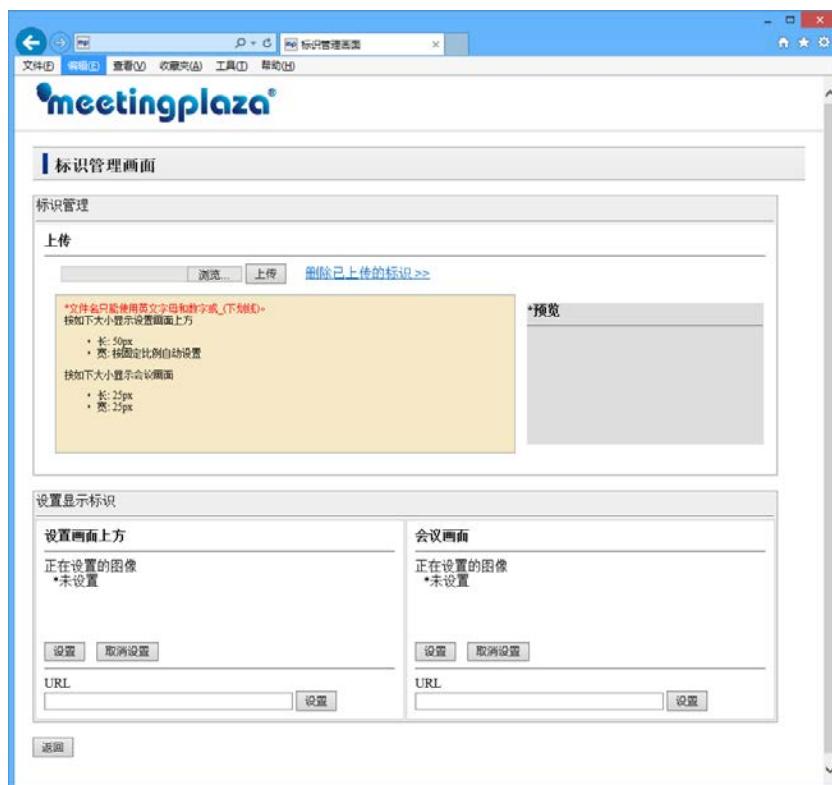 标识管理画面
文件(F) 编辑(E) 查看(V) 收藏夹(A) 工具(T) 帮助(H)
meetingplaza®
标识管理画面
标识管理
上传
浏览... 上传 删除已上传的标识 >>
*文件名只能使用英文字母和数字或_(下划线)。
按如下大小显示设置画面上方
• 长: 50px
• 宽: 按固定比例自动设置
按如下大小显示会议画面
• 长: 25px
• 宽: 25px
*预览
设置显示标识
设置画面上方
正在设置的图像
*未设置
设置 取消设置
URL
设置
会议画面
正在设置的图像
*未设置
设置 取消设置
URL
设置
返回